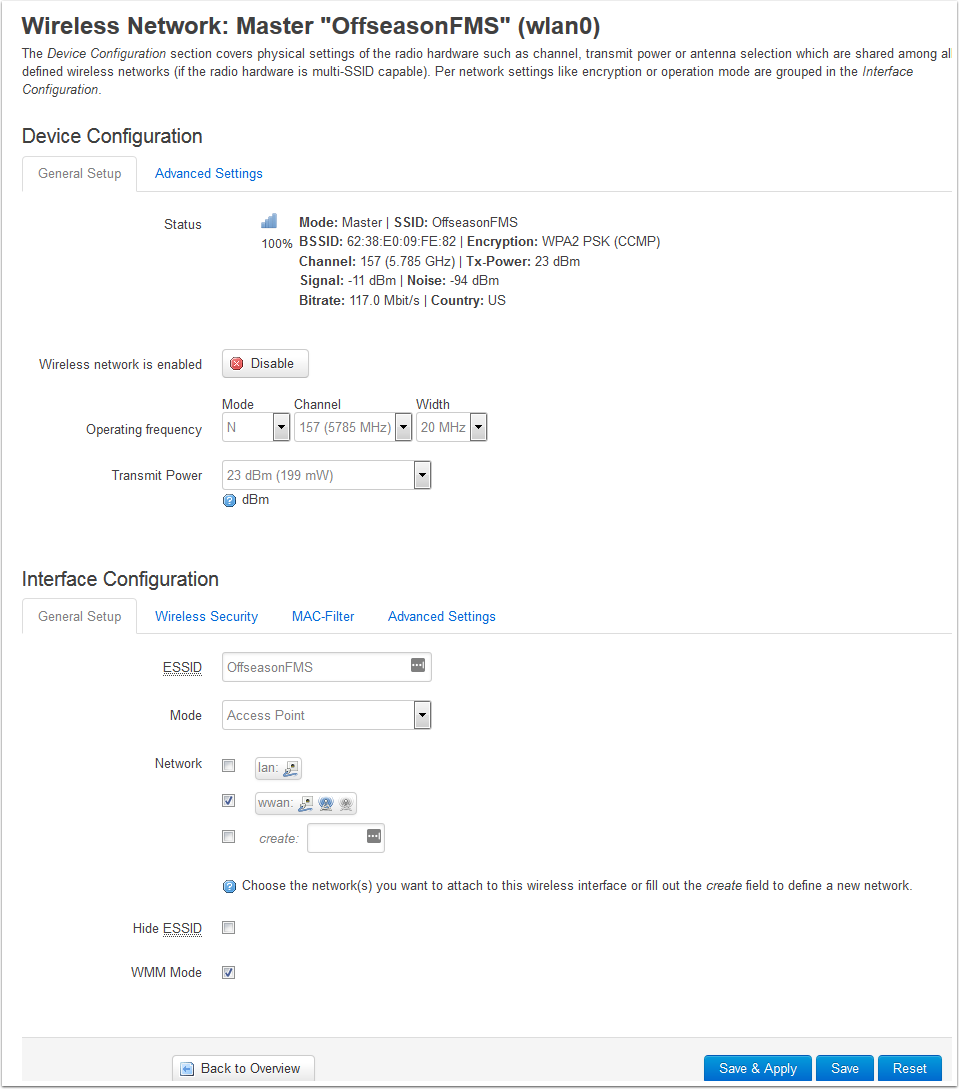 Wireless Network: Master "OffseasonFMS" (wlan0)
The Device Configuration section covers physical settings of the radio hardware such as channel, transmit power or antenna selection which are shared among al
defined wireless networks (if the radio hardware is multi-SSID capable). Per network settings like encryption or operation mode are grouped in the Interface
Configuration.
Device Configuration
General Setup Advanced Settings
Status
100%
Mode: Master | SSID: OffseasonFMS
BSSID: 62:38:E0:09:FE:82 | Encryption: WPA2 PSK (CCMP)
Channel: 157 (5.785 GHz) | Tx-Power: 23 dBm
Signal: -11 dBm | Noise: -94 dBm
Bitrate: 117.0 Mbit/s | Country: US
Wireless network is enabled Disable
Mode Channel Width
Operating frequency N 157 (5785 MHz) 20 MHz
Transmit Power 23 dBm (199 mW)
dBm
Interface Configuration
General Setup Wireless Security MAC-Filter Advanced Settings
ESSID OffseasonFMS
Mode Access Point
Network lan:
wwan:
create:
Choose the network(s) you want to attach to this wireless interface or fill out the create field to define a new network.
Hide ESSID
WMM Mode
Back to Overview Save & Apply Save Reset